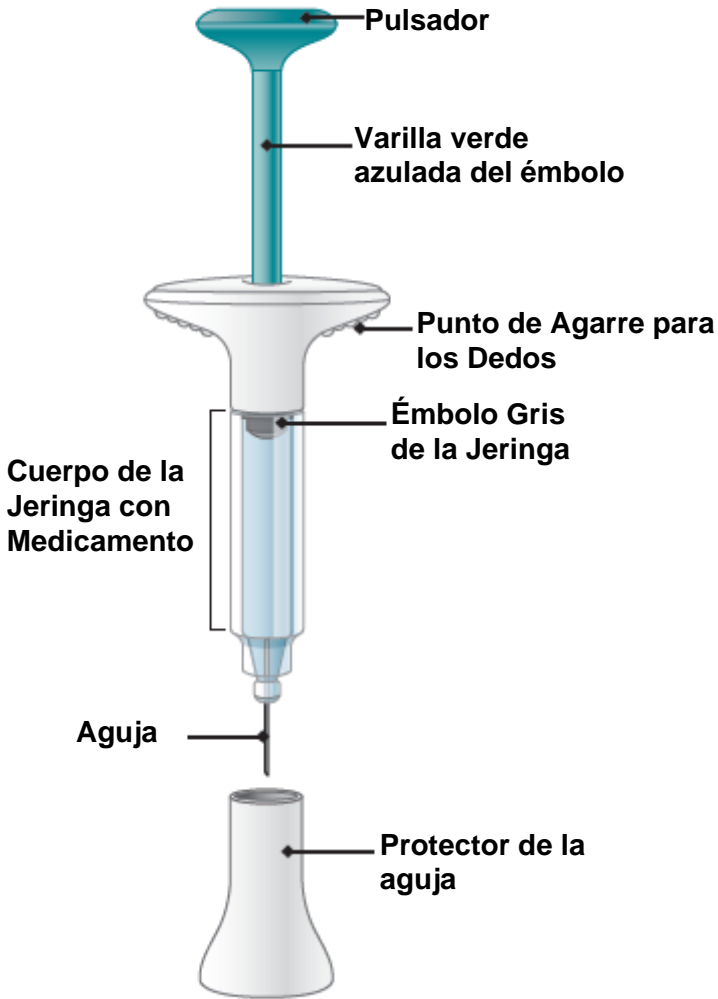 Pulsador
Varilla verde
azulada del émbolo
Punto de Agarre para
los Dedos
Émbolo Gris
de la Jeringa
Cuerpo de la
Jeringa con
Medicamento
Aguja
Protector de la
aguja